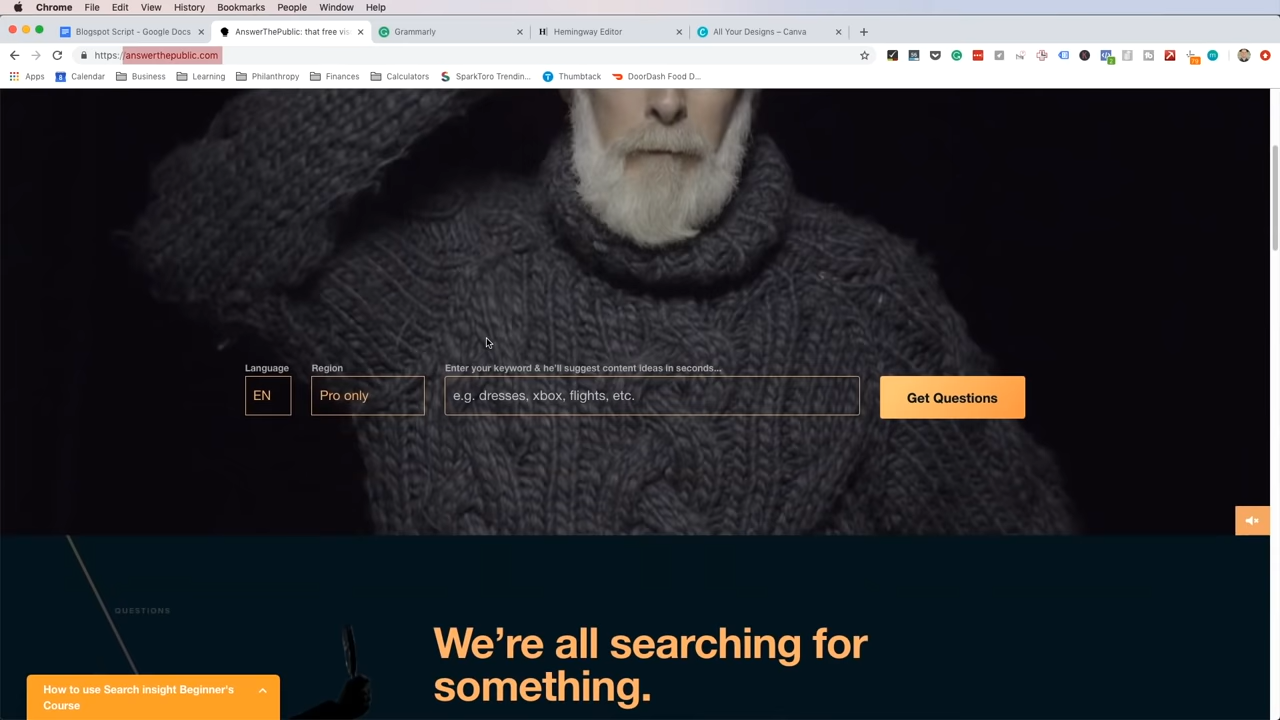 Chrome File Edit View History Bookmarks People Window Help
Blogspot Script - Google Docs AnswerThePublic: that free vis Grammarly Hemingway Editor All Your Designs – Canva
https://answerthepublic.com
Apps Calendar Business Learning Philanthropy Finances Calculators SparkToro Trendin... Thumbtack DoorDash Food D...
Language Region Enter your keyword & he'll suggest content ideas in seconds...
EN Pro only e.g. dresses, xbox, flights, etc. Get Questions
QUESTIONS
We're all searching for
something.
How to use Search insight Beginner's
Course